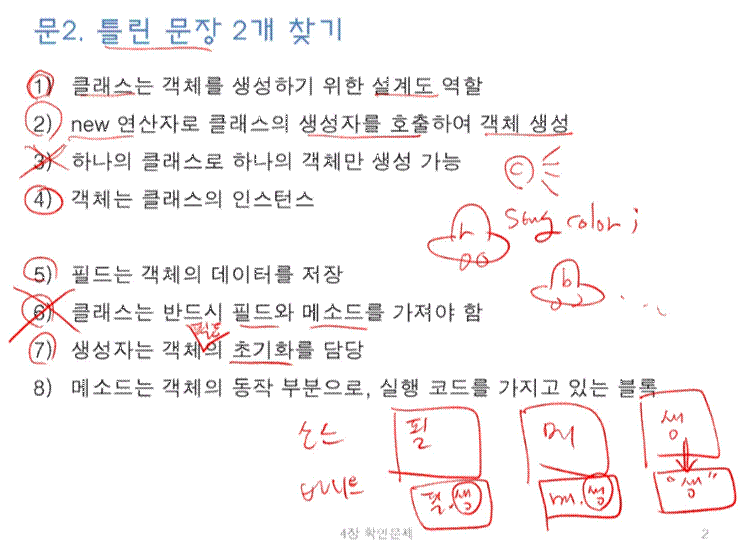 문2. 틀린 문장 2개 찾기
1) 클래스는 객체를 생성하기 위한 설계도 역할
2) new 연산자로 클래스의 생성자를 호출하여 객체 생성
3) 하나의 클래스로 하나의 객체만 생성 가능
C
4) 객체는 클래스의 인스턴스
r
color ;
5) 필드는 객체의 데이터를 저장
b
6) 클래스는 반드시 필드와 메소드를 가져야 함
필드
7) 생성자는 객체의 초기화를 담당
8) 메소드는 객체의 동작 부분으로, 실행 코드를 가지고 있는 블록
소스 필 메 생
바이트 필.생 메.생 "생"
4장 확인문제 2